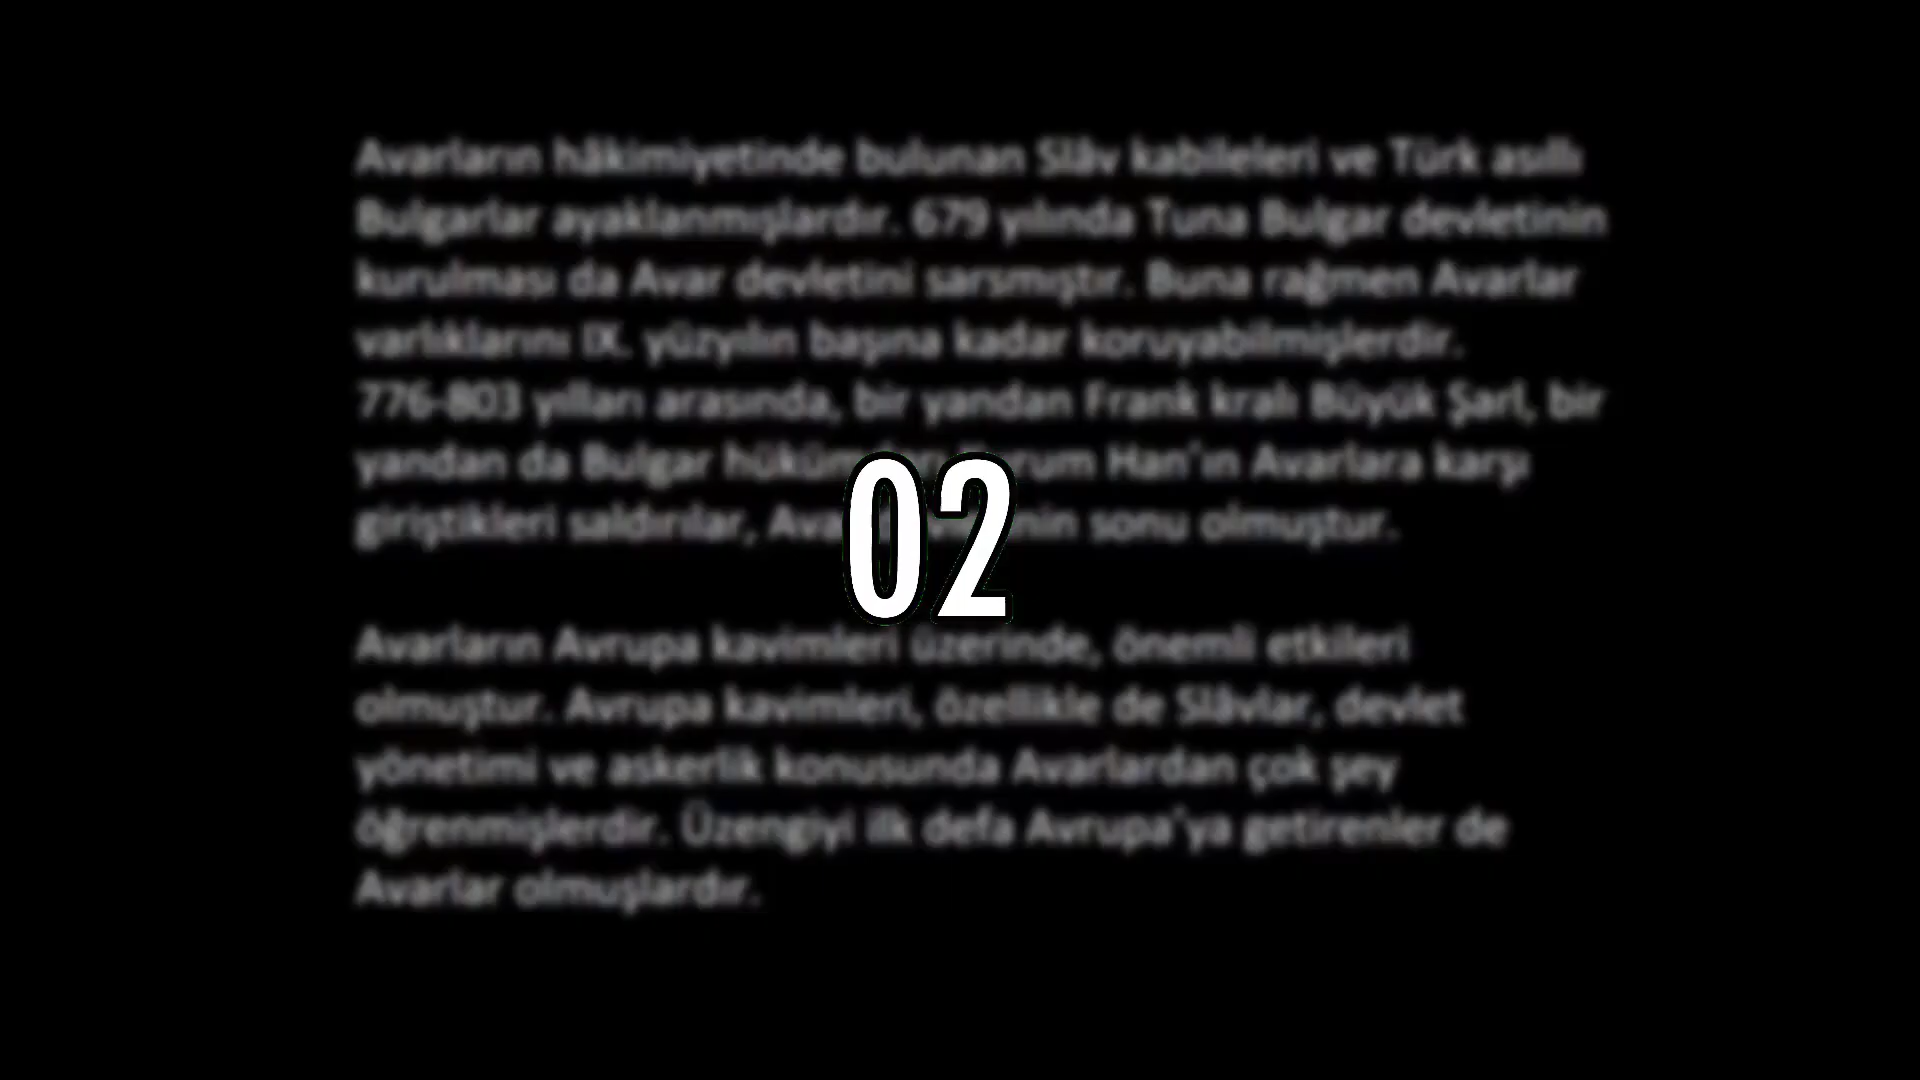 Avarların hâkimiyetinde bulunan Slâv kabileleri ve Türk asıllı
Bulgarlar ayaklanmışlardır. 679 yılında Tuna Bulgar devletinin
kurulması da Avar devletini sarsmıştır. Buna rağmen Avarlar
varlıklarını IX. yüzyılın başına kadar koruyabilmişlerdir.
776-803 yılları arasında, bir yandan Frank kralı Büyük Şarl, bir
yandan da Bulgar Han'ın Avarlara karşı
giriştikleri saldırılar, sonu olmuştur.
02
Avarların Avrupa kavimleri üzerinde, önemli etkileri
olmuştur. Avrupa kavimleri, özellikle de Slâvlar, devlet
yönetimi ve askerlik konusunda Avarlardan çok şey
öğrenmişlerdir. Üzengiyi ilk defa Avrupa'ya getirenler de
Avarlar olmuşlardır.